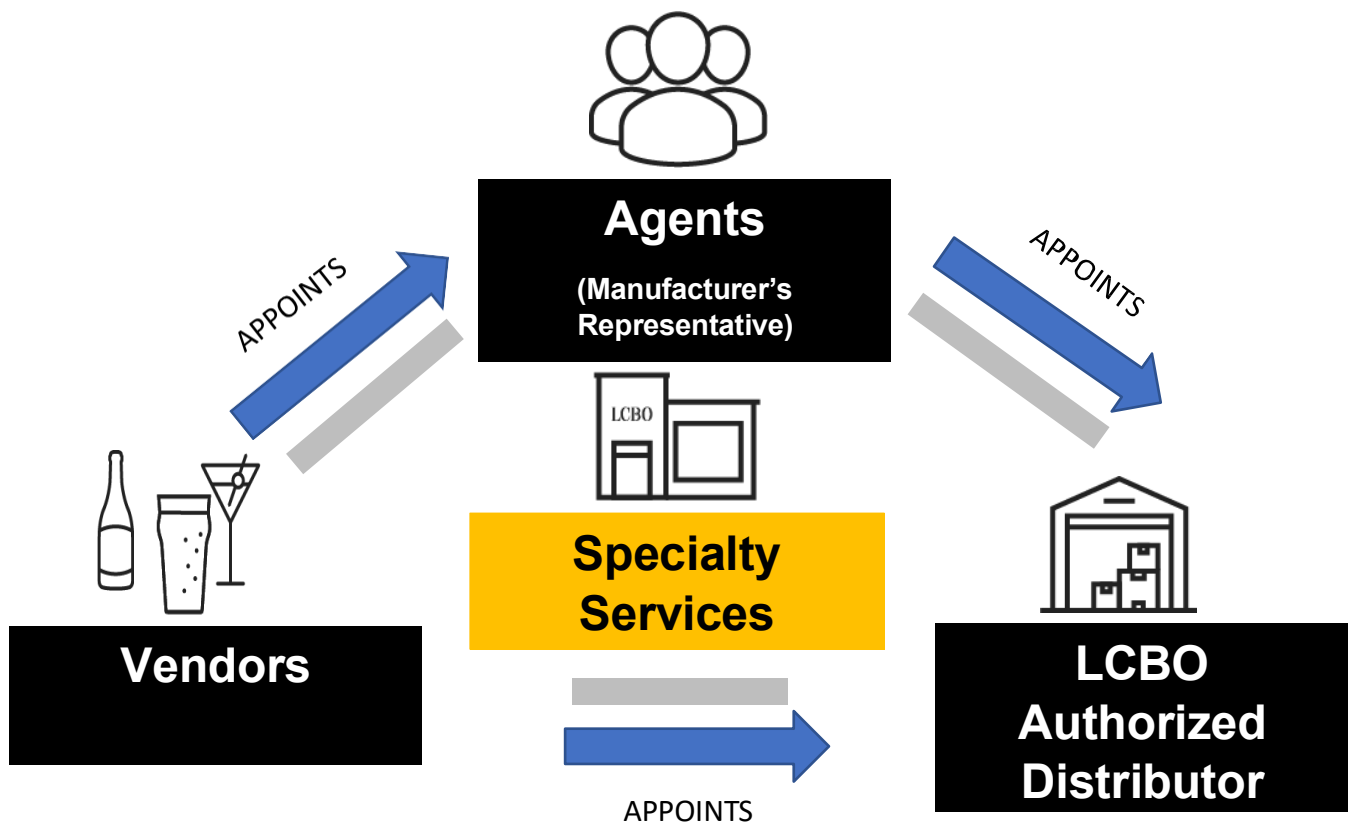 Agents
(Manufacturer's
Representative)
APPOINTS
APPOINTS
LCBO
Specialty
Services
Vendors
LCBO
Authorized
Distributor
APPOINTS